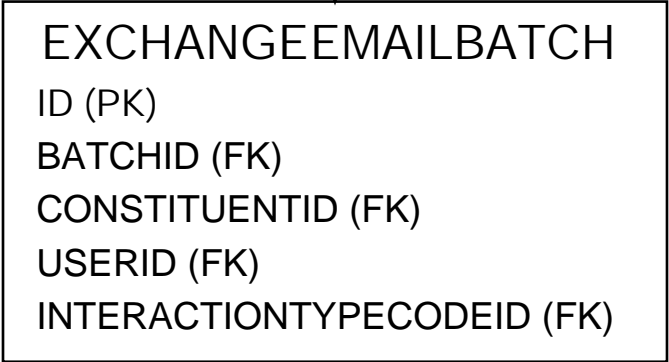 EXCHANGEEMAILBATCH
ID (PK)
BATCHID (FK)
CONSTITUENTID (FK)
USERID (FK)
INTERACTIONTYPECODEID (FK)